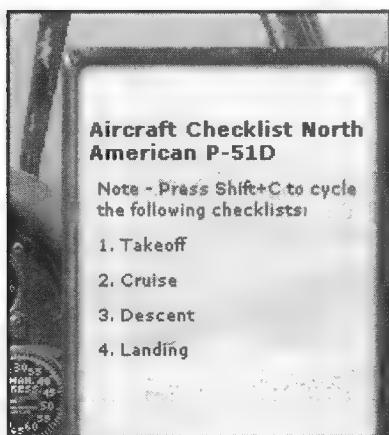 Aircraft Checklist North
American P-51D
Note - Press Shift+C to cycle
the following checklists:
1. Takeoff
2. Cruise
3. Descent
4. Landing